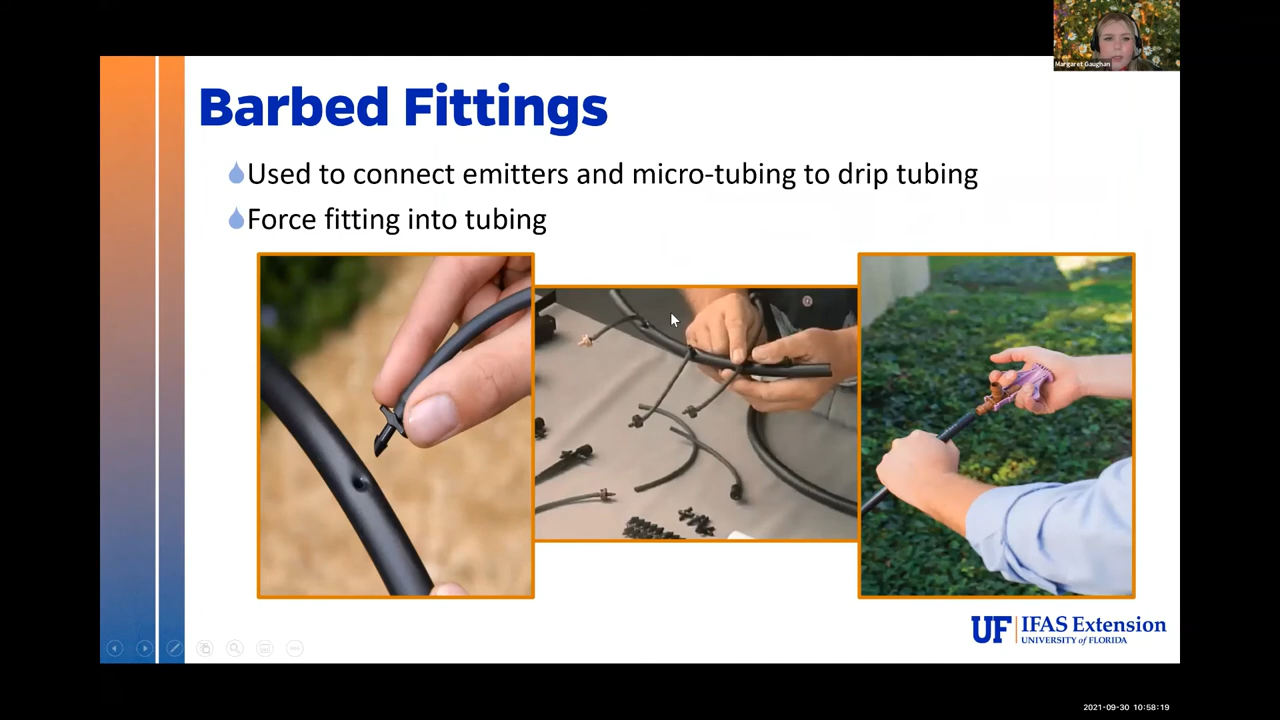 Margaret Gaughan
Barbed Fittings
Used to connect emitters and micro-tubing to drip tubing
Force fitting into tubing
UF IFAS Extension
UNIVERSITY of FLORIDA
2021-09-30 10:58:19